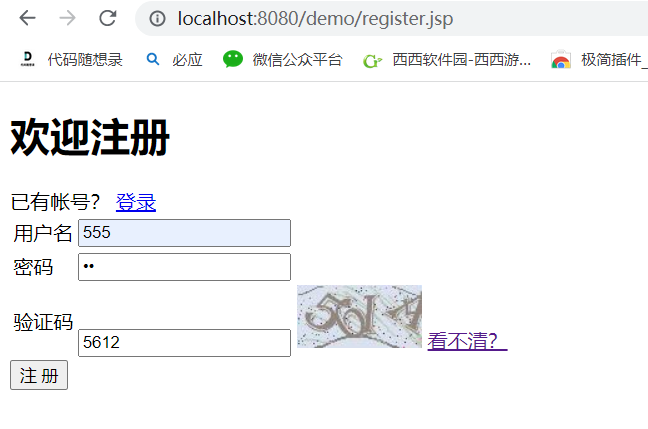 localhost:8080/demo/register.jsp
代码随想录 必应 微信公众平台 西西软件园-西西游... 极简插件_
欢迎注册
已有帐号？ 登录
用户名 555
密码 ••
验证码 5612 看不清？
注 册